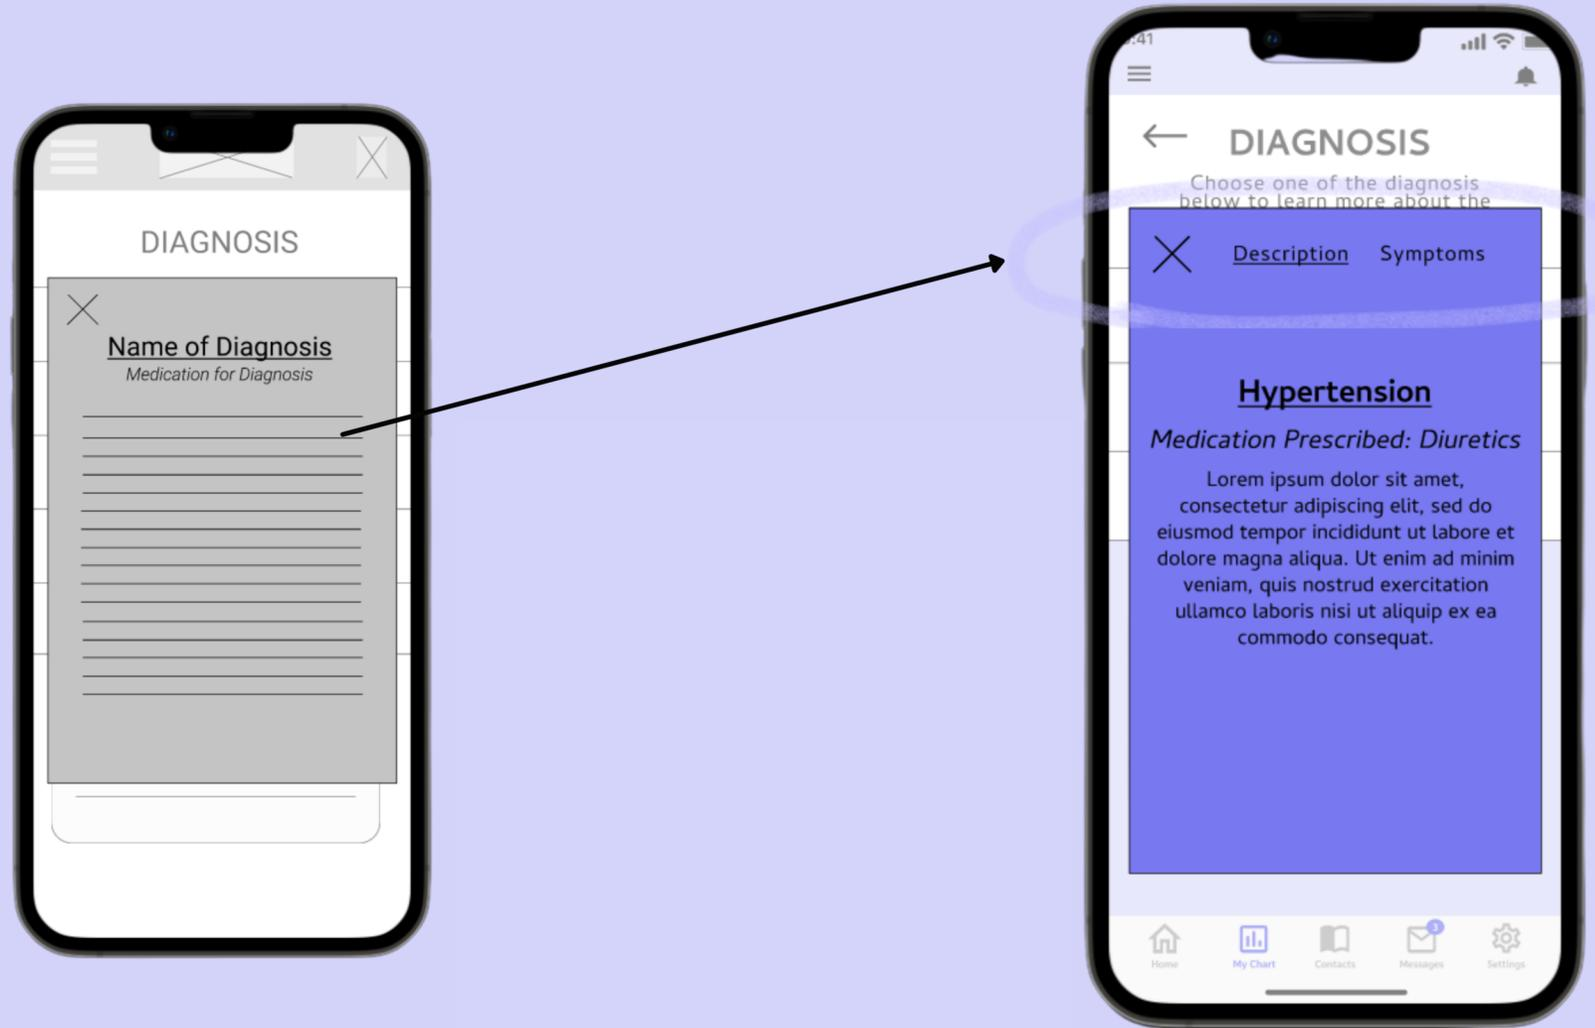 DIAGNOSIS
Name of Diagnosis
Medication for Diagnosis
:41
DIAGNOSIS
Choose one of the diagnosis
below to learn more about the
Description Symptoms
Hypertension
Medication Prescribed: Diuretics
Lorem ipsum dolor sit amet,
consectetur adipiscing elit, sed do
eiusmod tempor incididunt ut labore et
dolore magna aliqua. Ut enim ad minim
veniam, quis nostrud exercitation
ullamco laboris nisi ut aliquip ex ea
commodo consequat.
3
Home My Chart Contacts Messages Settings